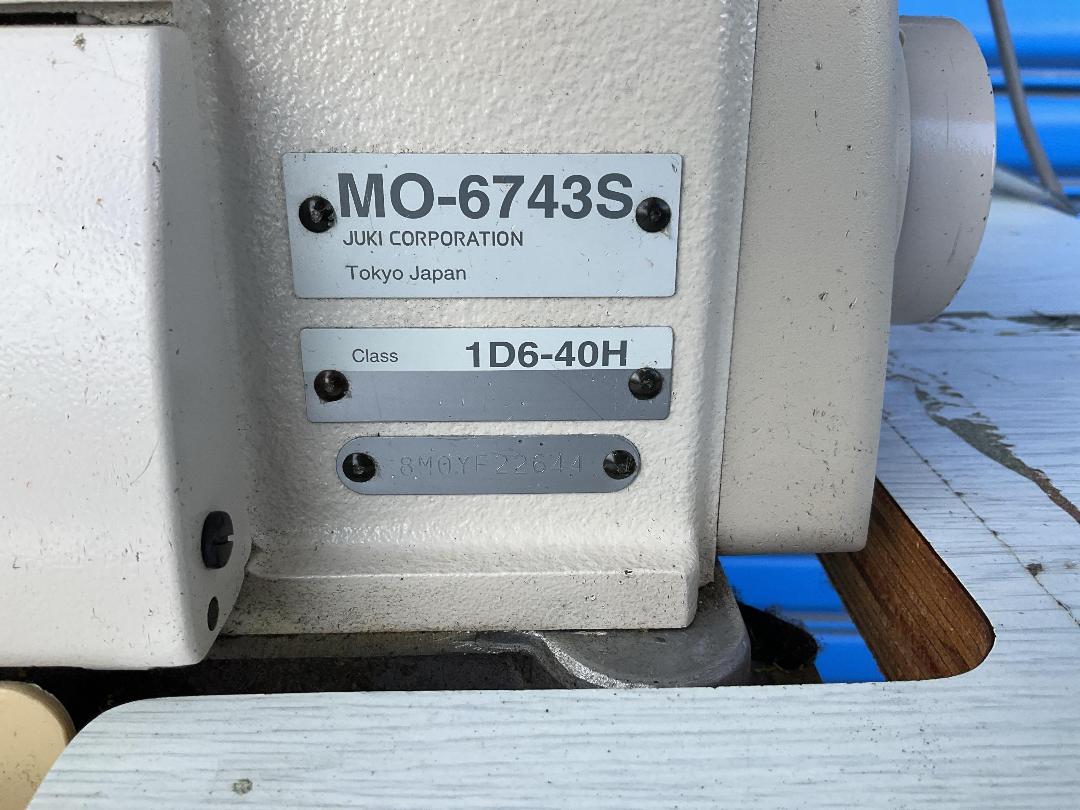 MO-6743S
JUKI CORPORATION
Tokyo Japan
Class 1D6-40H
8M0YF22644